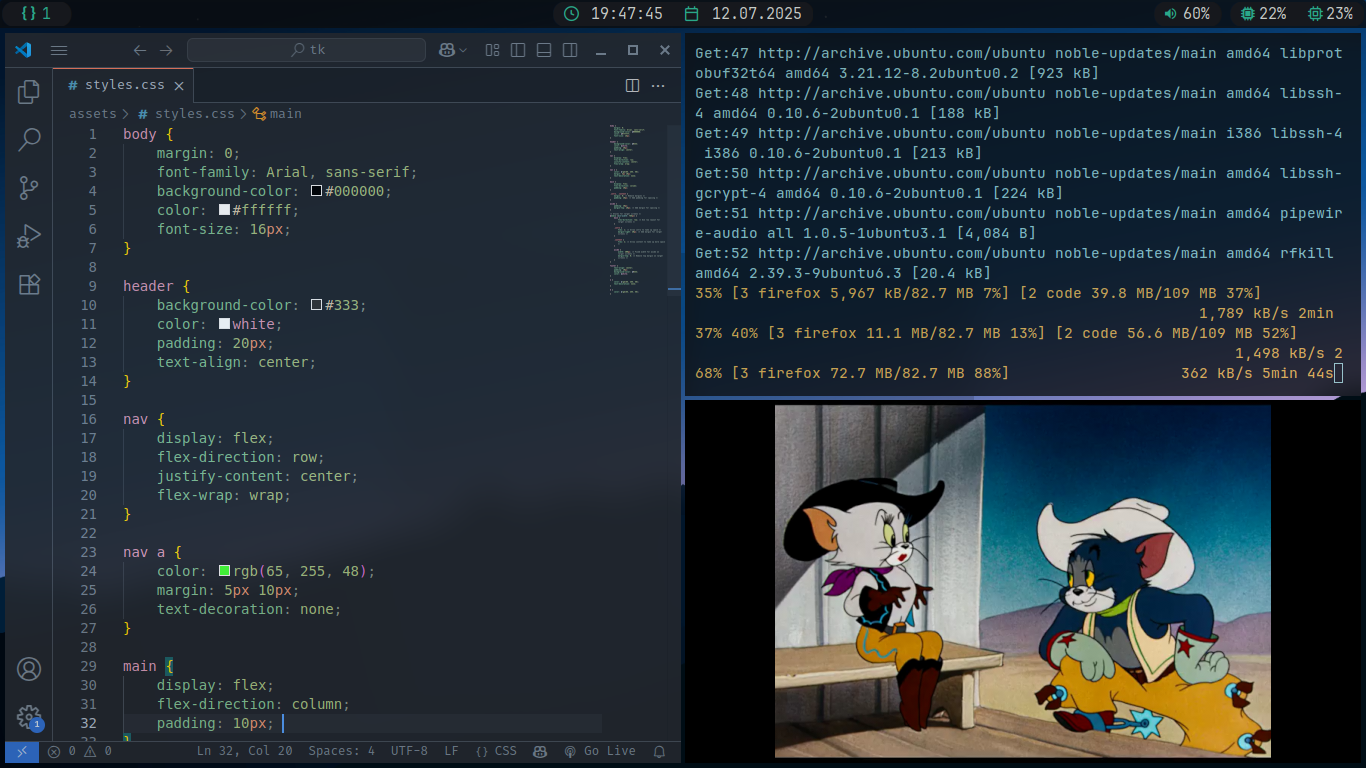 {} 1
19:47:45 12.07.2025
60% 22% 23%
tk
# styles.css
assets > # styles.css > main
1 body {
2 margin: 0;
3 font-family: Arial, sans-serif;
4 background-color: #000000;
5 color: #ffffff;
6 font-size: 16px;
7 }
8
9 header {
10 background-color: #333;
11 color: white;
12 padding: 20px;
13 text-align: center;
14 }
15
16 nav {
17 display: flex;
18 flex-direction: row;
19 justify-content: center;
20 flex-wrap: wrap;
21 }
22
23 nav a {
24 color: rgb(65, 255, 48);
25 margin: 5px 10px;
26 text-decoration: none;
27 }
28
29 main {
30 display: flex;
31 flex-direction: column;
32 padding: 10px;
33 }
1
0 0 Ln 32, Col 20 Spaces: 4 UTF-8 LF {} CSS Go Live
Get:47 http://archive.ubuntu.com/ubuntu noble-updates/main amd64 libprot
obuf32t64 amd64 3.21.12-8.2ubuntu0.2 [923 kB]
Get:48 http://archive.ubuntu.com/ubuntu noble-updates/main amd64 libssh-
4 amd64 0.10.6-2ubuntu0.1 [188 kB]
Get:49 http://archive.ubuntu.com/ubuntu noble-updates/main i386 libssh-4
i386 0.10.6-2ubuntu0.1 [213 kB]
Get:50 http://archive.ubuntu.com/ubuntu noble-updates/main amd64 libssh-
gcrypt-4 amd64 0.10.6-2ubuntu0.1 [224 kB]
Get:51 http://archive.ubuntu.com/ubuntu noble-updates/main amd64 pipewir
e-audio all 1.0.5-1ubuntu3.1 [4,084 B]
Get:52 http://archive.ubuntu.com/ubuntu noble-updates/main amd64 rfkill
amd64 2.39.3-9ubuntu6.3 [20.4 kB]
35% [3 firefox 5,967 kB/82.7 MB 7%] [2 code 39.8 MB/109 MB 37%]
1,789 kB/s 2min
37% 40% [3 firefox 11.1 MB/82.7 MB 13%] [2 code 56.6 MB/109 MB 52%]
1,498 kB/s 2
68% [3 firefox 72.7 MB/82.7 MB 88%] 362 kB/s 5min 44s